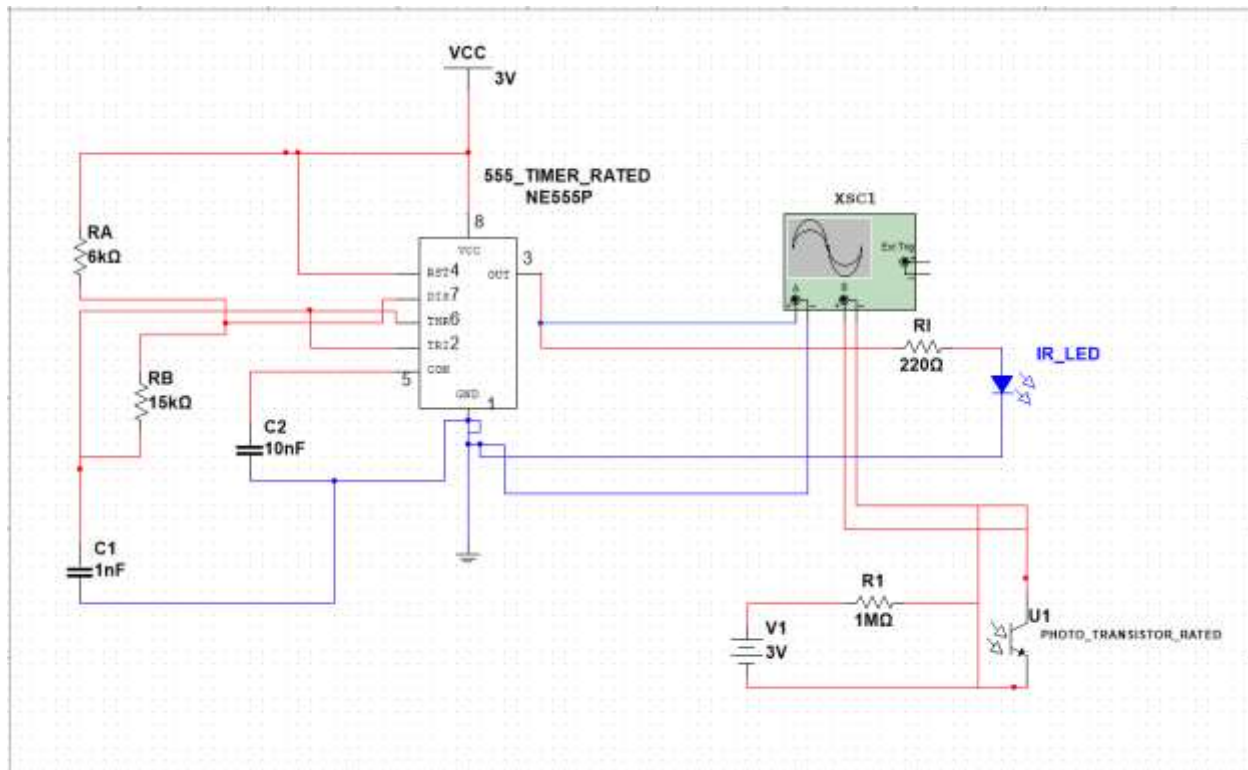 VCC
3V
555_TIMER_RATED
NE555P
8
VCC
RST 4
DIS 7
THR 6
TRI 2
CON
5
GND
1
OUT
3
RA
6kΩ
RB
15kΩ
C2
10nF
C1
1nF
XSC1
Ext Trig
A
B
RI
220Ω
IR_LED
R1
1MΩ
V1
3V
U1
PHOTO_TRANSISTOR_RATED